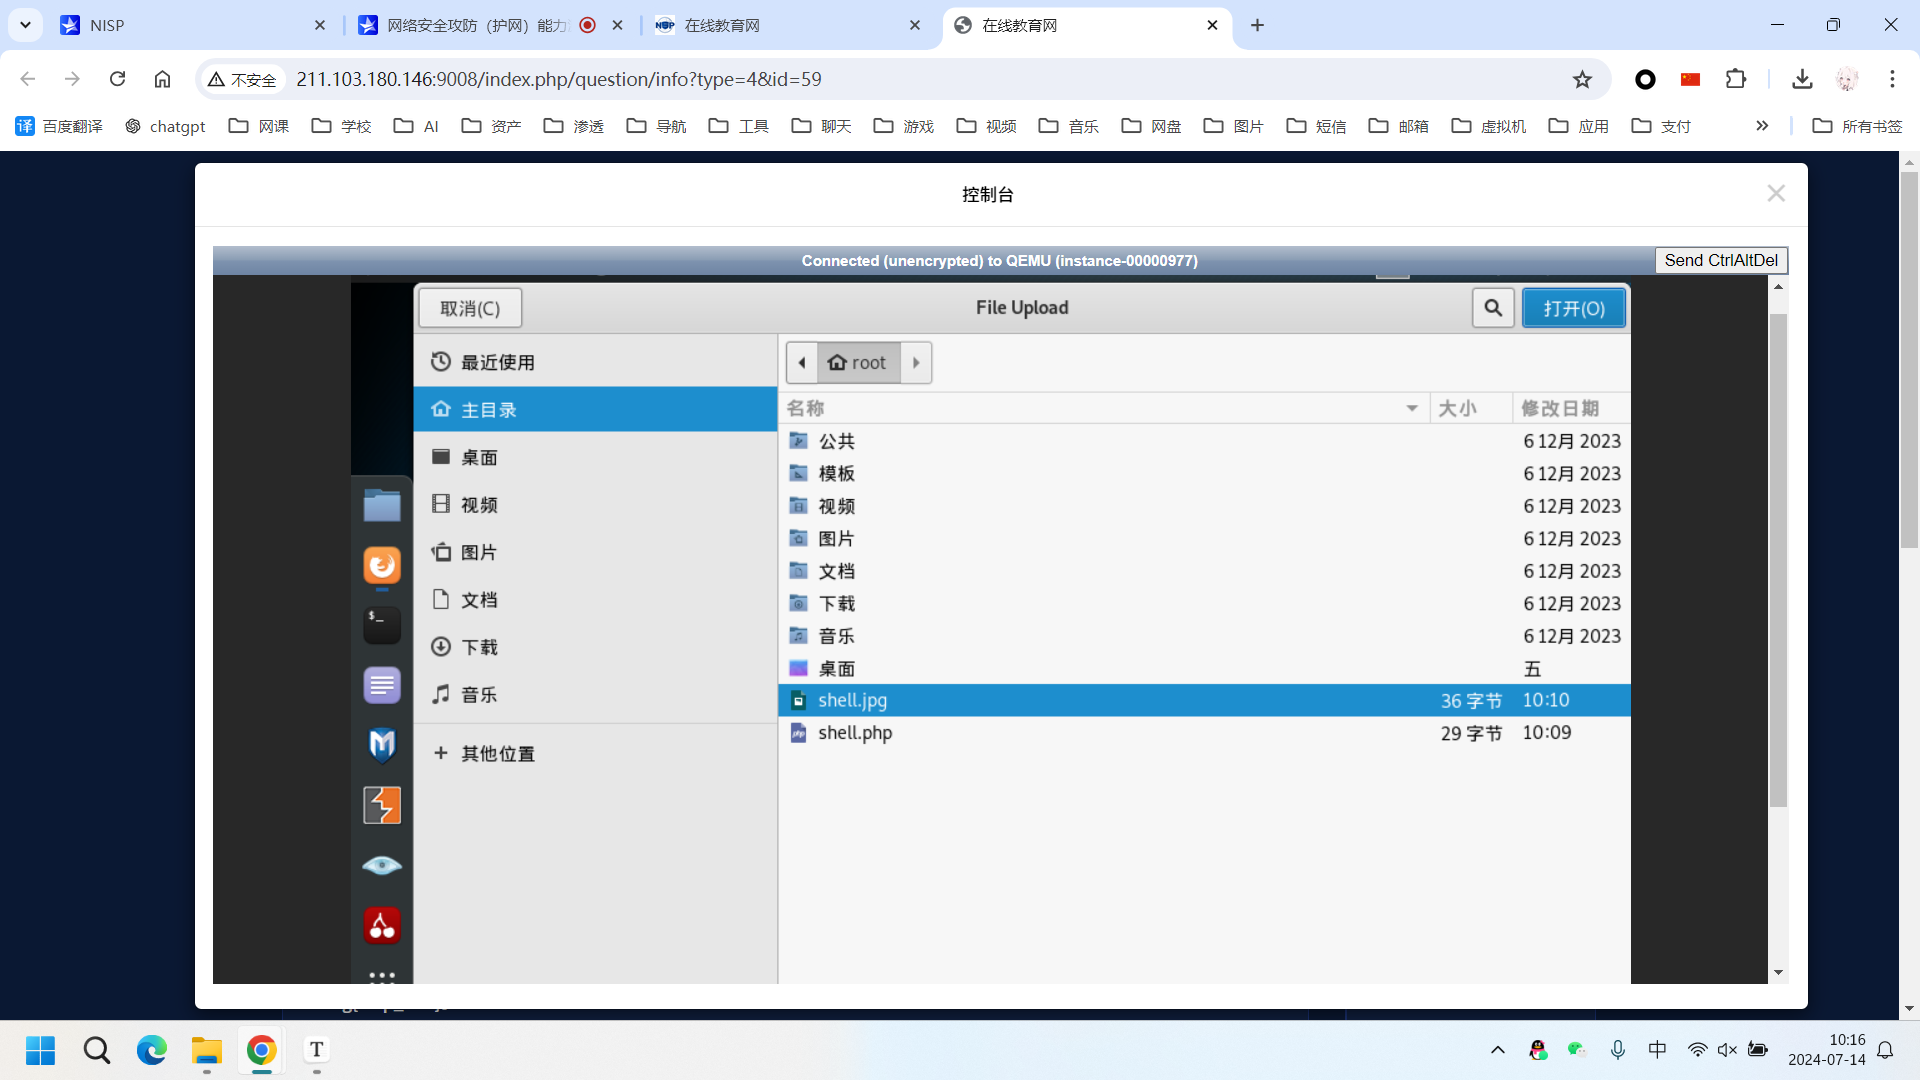 NISP
网络安全攻防（护网）能力
在线教育网
在线教育网
不安全
211.103.180.146:9008/index.php/question/info?type=4&id=59
百度翻译
chatgpt
网课
学校
AI
资产
渗透
导航
工具
聊天
游戏
视频
音乐
网盘
图片
短信
邮箱
虚拟机
应用
支付
所有书签
控制台
Connected (unencrypted) to QEMU (instance-00000977)
Send CtrlAltDel
取消(C)
File Upload
打开(O)
最近使用
主目录
桌面
视频
图片
文档
下载
音乐
其他位置
root
名称 大小 修改日期
公共 6 12月 2023
模板 6 12月 2023
视频 6 12月 2023
图片 6 12月 2023
文档 6 12月 2023
下载 6 12月 2023
音乐 6 12月 2023
桌面 五
shell.jpg 36 字节 10:10
shell.php 29 字节 10:09
中
10:16
2024-07-14